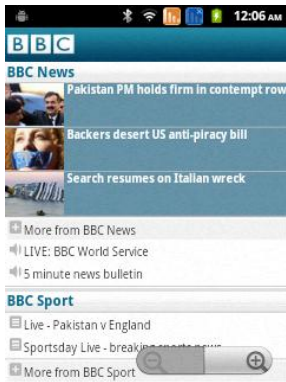 12:06 AM
BBC
BBC News
Pakistan PM holds firm in contempt row
Backers desert US anti-piracy bill
Search resumes on Italian wreck
More from BBC News
LIVE: BBC World Service
5 minute news bulletin
BBC Sport
Live - Pakistan v England
Sportsday Live - breaking sports news
More from BBC Sport